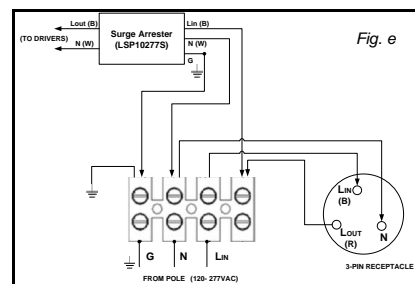 Lout (B)
Lin (B)
Surge Arrester
(LSP10277S)
(TO DRIVERS)
N (W)
N (W)
G
Fig. e
LIN
(B)
LOUT
(R)
N
3-PIN RECEPTACLE
G
N
LIN
FROM POLE (120- 277VAC)